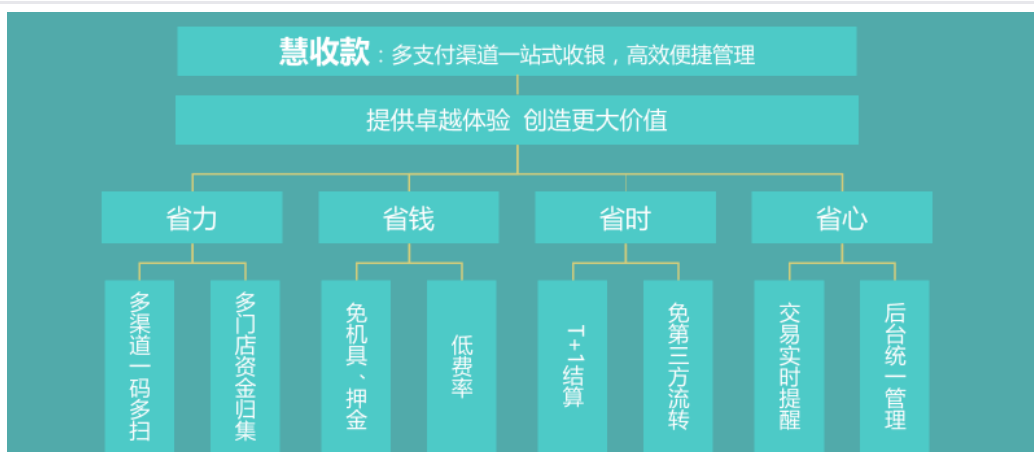 慧收款：多支付渠道一站式收银，高效便捷管理
提供卓越体验 创造更大价值
省力
省钱
省时
省心
多渠道一码多扫
多门店资金归集
免机具、押金
低费率
T+1结算
免第三方流转
交易实时提醒
后台统一管理